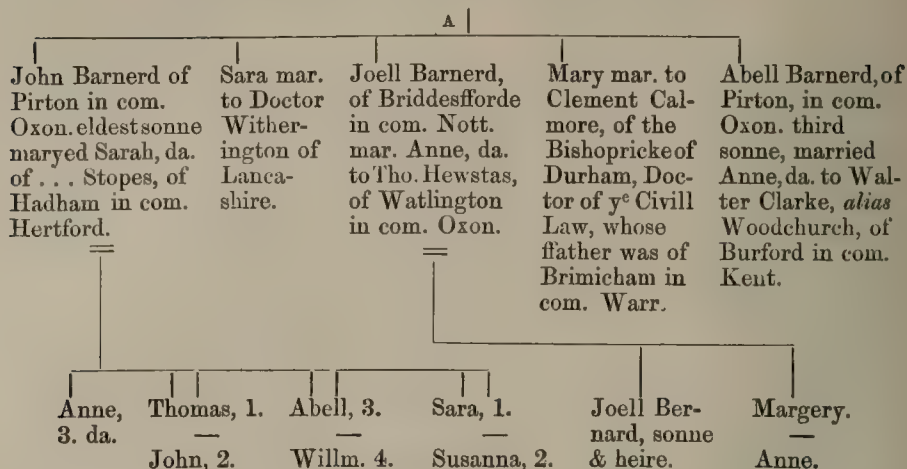 A
John Barnerd of
Pirton in com.
Oxon. eldest sonne
maryed Sarah, da.
of . . . Stopes, of
Hadham in com.
Hertford.
Sara mar.
to Doctor
Wither-
ington of
Lanca-
shire.
Joell Barnerd,
of Briddesfforde
in com. Nott.
mar. Anne, da.
to Tho. Hewstas,
of Watlington
in com. Oxon.
Mary mar. to
Clement Cal-
more, of the
Bishopricke of
Durham, Doc-
tor of yᵉ Civill
Law, whose
ffather was of
Brimicham in
com. Warr.
Abell Barnerd, of
Pirton, in com.
Oxon. third
sonne, married
Anne, da. to Wal-
ter Clarke, alias
Woodchurch, of
Burford in com.
Kent.
Anne,
3. da.
Thomas, 1.
—
John, 2.
Abell, 3.
—
Willm. 4.
Sara, 1.
—
Susanna, 2.
Joell Ber-
nard, sonne
& heire.
Margery.
—
Anne.